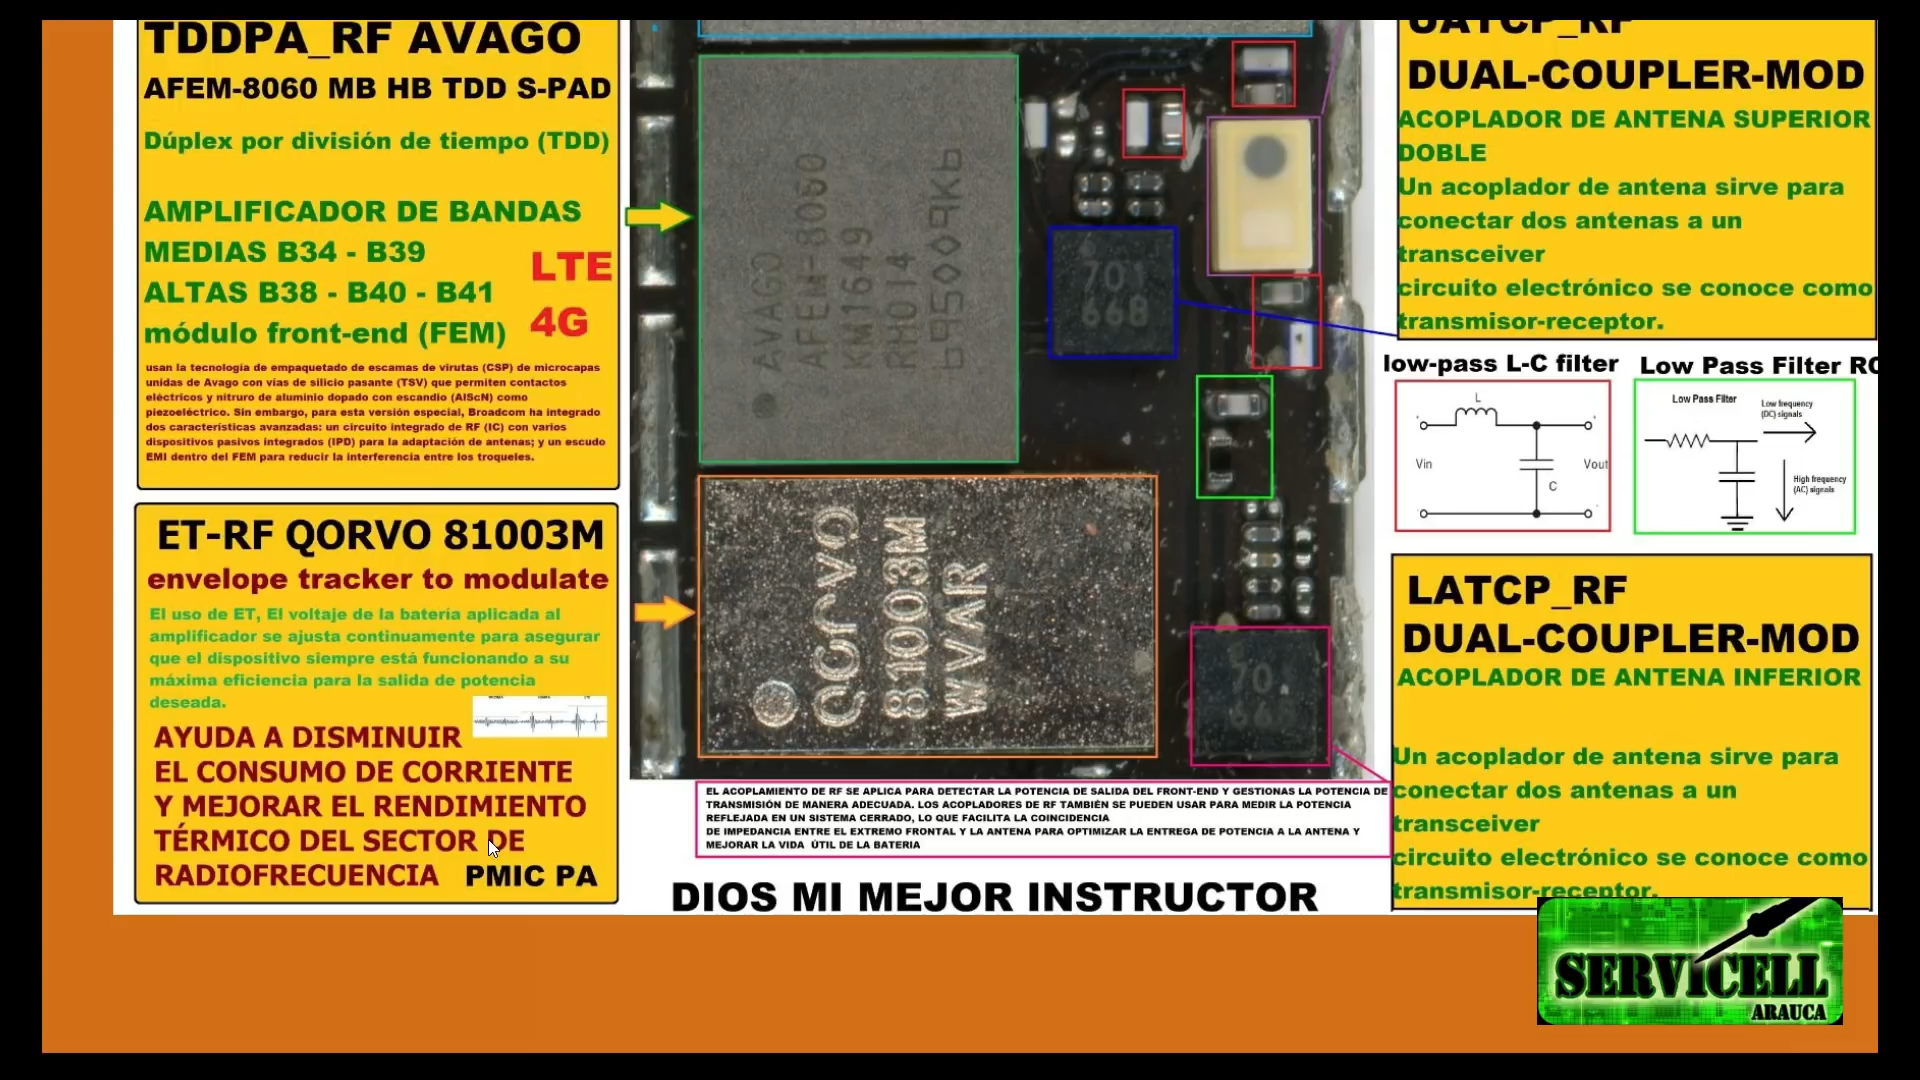 TDDPA_RF AVAGO
AFEM-8060 MB HB TDD S-PAD
Dúplex por división de tiempo (TDD)
AMPLIFICADOR DE BANDAS
MEDIAS B34 - B39
ALTAS B38 - B40 - B41
módulo front-end (FEM)
LTE
4G
usan la tecnología de empaquetado de escamas de virutas (CSP) de microcapas
unidas de Avago con vías de silicio pasante (TSV) que permiten contactos
eléctricos y nitruro de aluminio dopado con escandio (AlScN) como
piezoeléctrico. Sin embargo, para esta versión especial, Broadcom ha integrado
dos características avanzadas: un circuito integrado de RF (IC) con varios
dispositivos pasivos integrados (IPD) para la adaptación de antenas; y un escudo
EMI dentro del FEM para reducir la interferencia entre los troqueles.
ET-RF QORVO 81003M
envelope tracker to modulate
El uso de ET, El voltaje de la batería aplicada al
amplificador se ajusta continuamente para asegurar
que el dispositivo siempre está funcionando a su
máxima eficiencia para la salida de potencia
deseada.
AYUDA A DISMINUIR
EL CONSUMO DE CORRIENTE
Y MEJORAR EL RENDIMIENTO
TÉRMICO DEL SECTOR DE
RADIOFRECUENCIA PMIC PA
AVAGO
AFEM-8060
KM1649
RH014
701
668
QORVO
81003M
WVAR
70
EL ACOPLAMIENTO DE RF SE APLICA PARA DETECTAR LA POTENCIA DE SALIDA DEL FRONT-END Y GESTIONAS LA POTENCIA DE
TRANSMISIÓN DE MANERA ADECUADA. LOS ACOPLADORES DE RF TAMBIÉN SE PUEDEN USAR PARA MEDIR LA POTENCIA
REFLEJADA EN UN SISTEMA CERRADO, LO QUE FACILITA LA COINCIDENCIA
DE IMPEDANCIA ENTRE EL EXTREMO FRONTAL Y LA ANTENA PARA OPTIMIZAR LA ENTREGA DE POTENCIA A LA ANTENA Y
MEJORAR LA VIDA ÚTIL DE LA BATERIA
DIOS MI MEJOR INSTRUCTOR
UATCP_RF
DUAL-COUPLER-MOD
ACOPLADOR DE ANTENA SUPERIOR
DOBLE
Un acoplador de antena sirve para
conectar dos antenas a un
transceiver
circuito electrónico se conoce como
transmisor-receptor.
low-pass L-C filter
L
Vin
Vout
C
Low Pass Filter RC
Low Pass Filter
Low frequency
(DC) signals
High frequency
(AC) signals
LATCP_RF
DUAL-COUPLER-MOD
ACOPLADOR DE ANTENA INFERIOR
Un acoplador de antena sirve para
conectar dos antenas a un
transceiver
circuito electrónico se conoce como
transmisor-receptor.
SERVICELL
ARAUCA